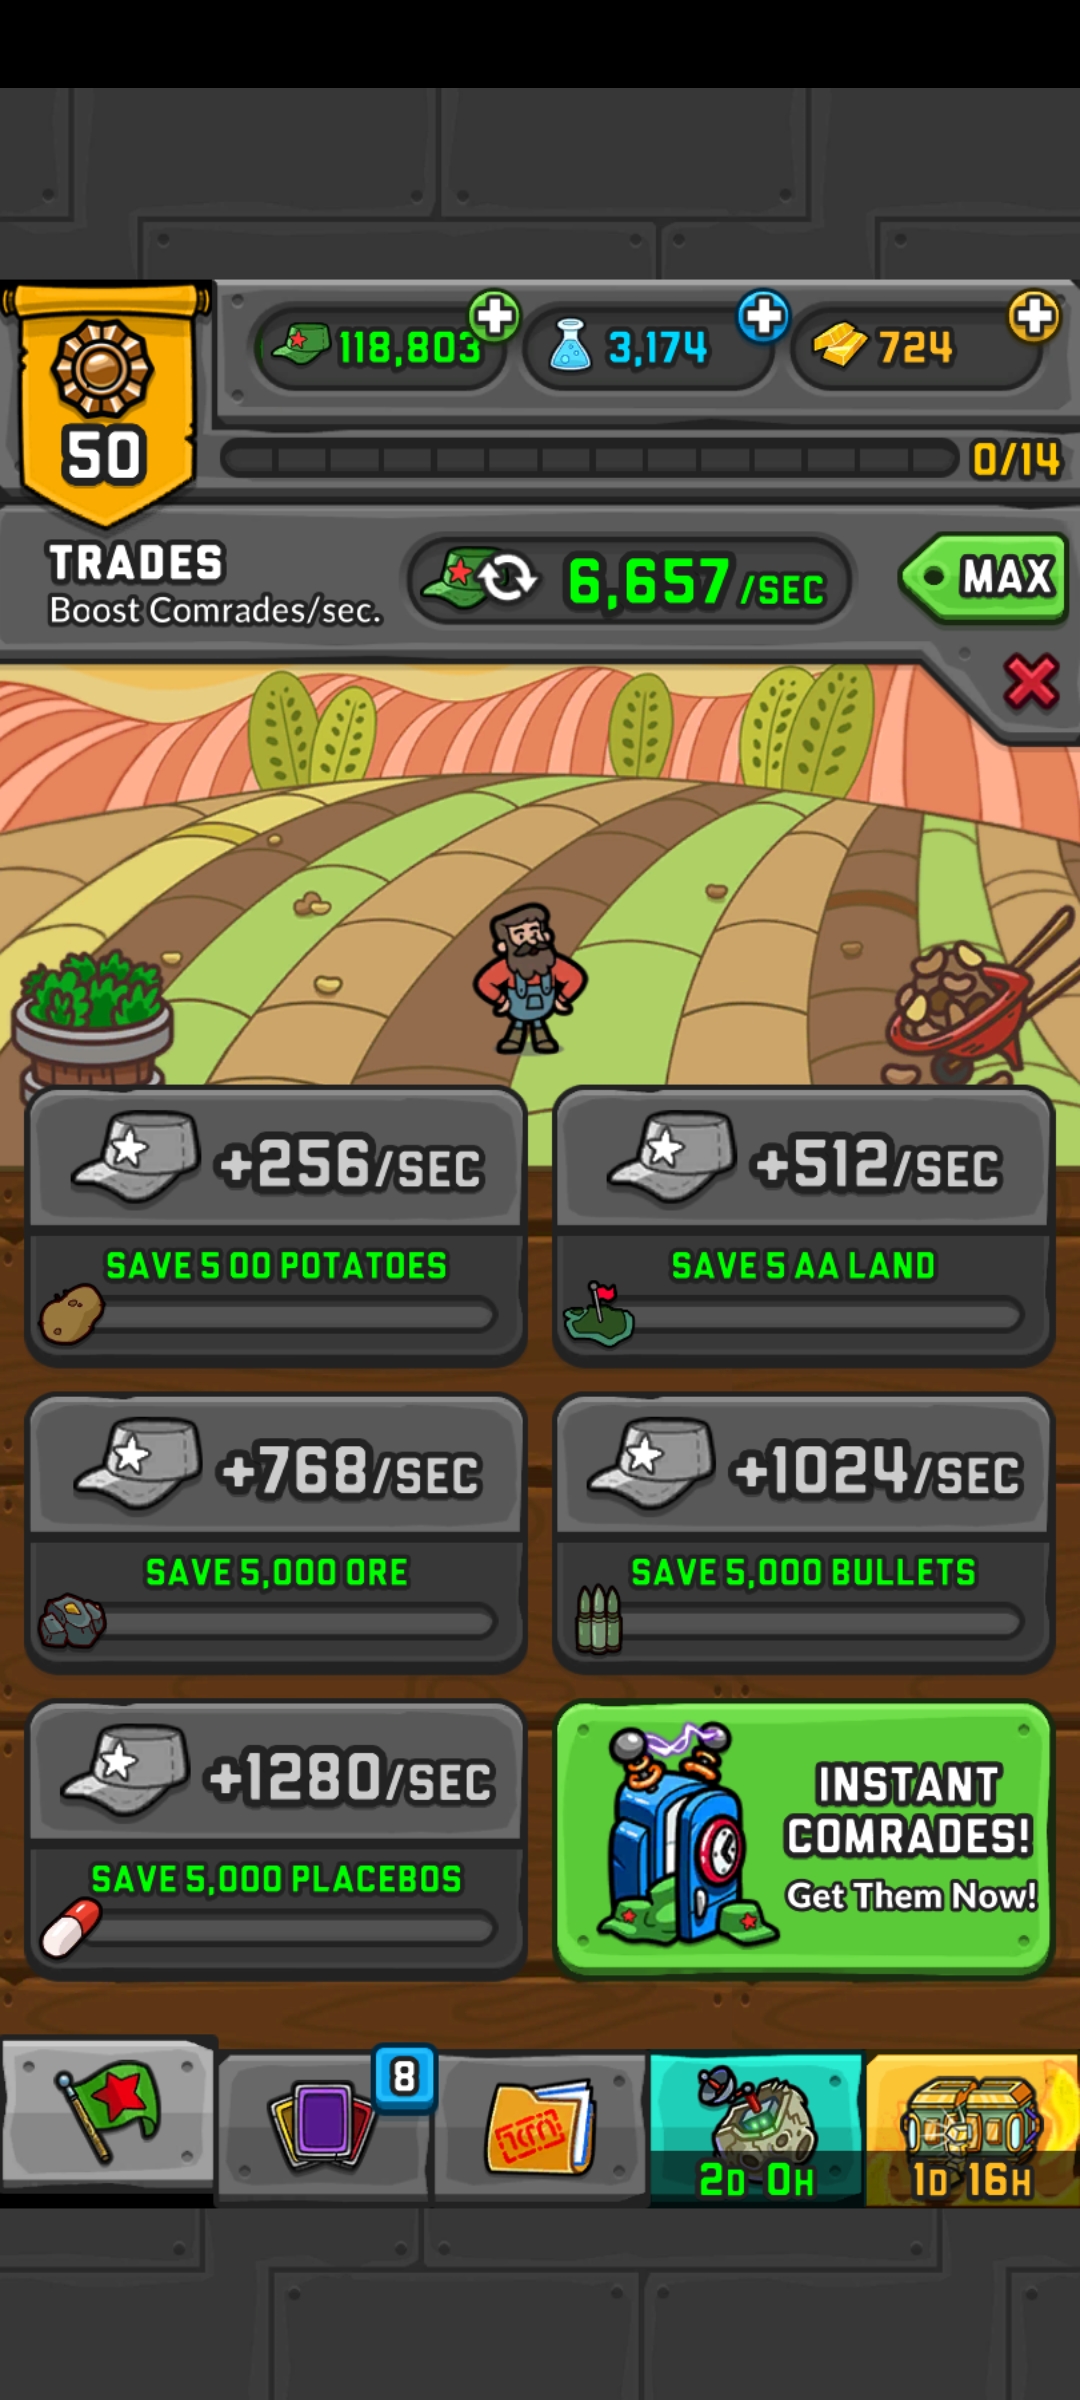 118,803
3,174
724
50
0/14
TRADES
Boost Comrades/sec.
6,657/SEC
MAX
+256/SEC
+512/SEC
SAVE 5 00 POTATOES
SAVE 5 AA LAND
+768/SEC
+1024/SEC
SAVE 5,000 ORE
SAVE 5,000 BULLETS
+1280/SEC
SAVE 5,000 PLACEBOS
INSTANT
COMRADES!
Get Them Now!
8
2D 0H
1D 16H